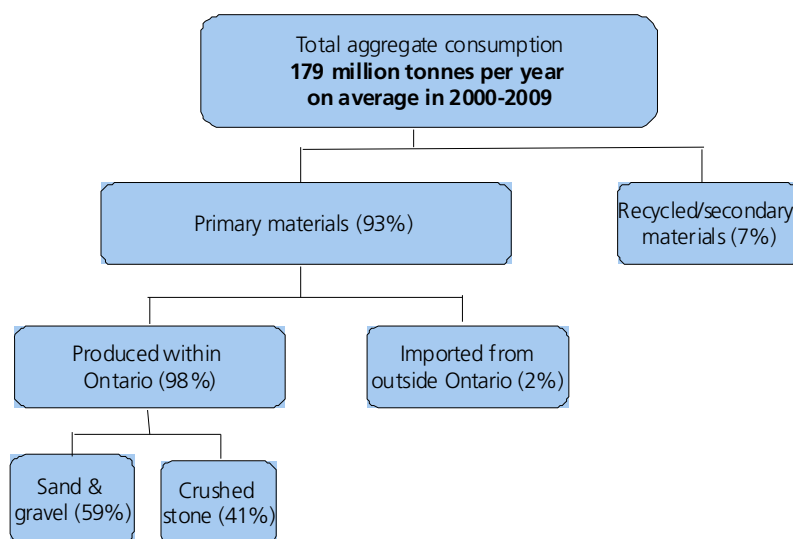 Total aggregate consumption
179 million tonnes per year
on average in 2000-2009
Primary materials (93%)
Recycled/secondary
materials (7%)
Produced within
Ontario (98%)
Imported from
outside Ontario (2%)
Sand &
gravel (59%)
Crushed
stone (41%)